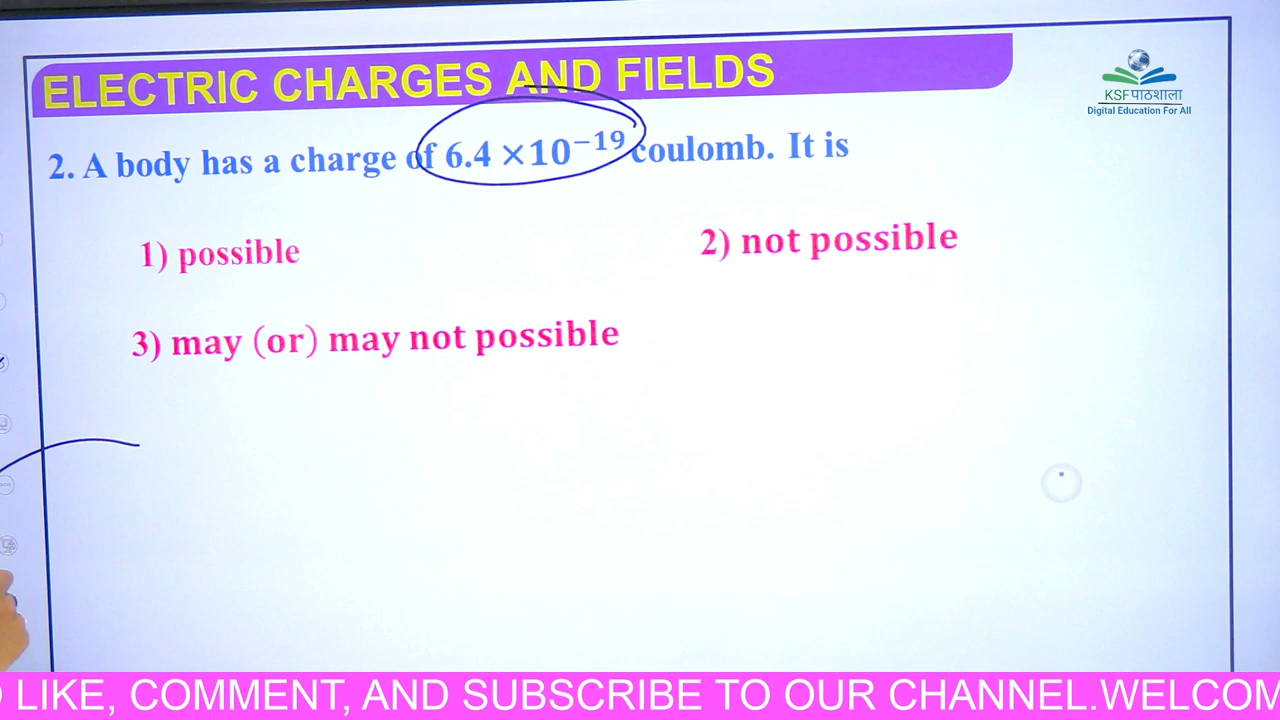 ELECTRIC CHARGES AND FIELDS
KSFपाठशाला
Digital Education For All
2. A body has a charge of 6.4 ×10⁻¹⁹ coulomb. It is
1) possible
2) not possible
3) may (or) may not possible
LIKE, COMMENT, AND SUBSCRIBE TO OUR CHANNEL.WELCOM